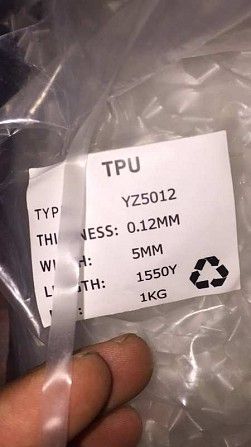 TPU
TYP YZ5012
THI NESS: 0.12MM
W H: 5MM
L GTH: 1550Y
: 1KG